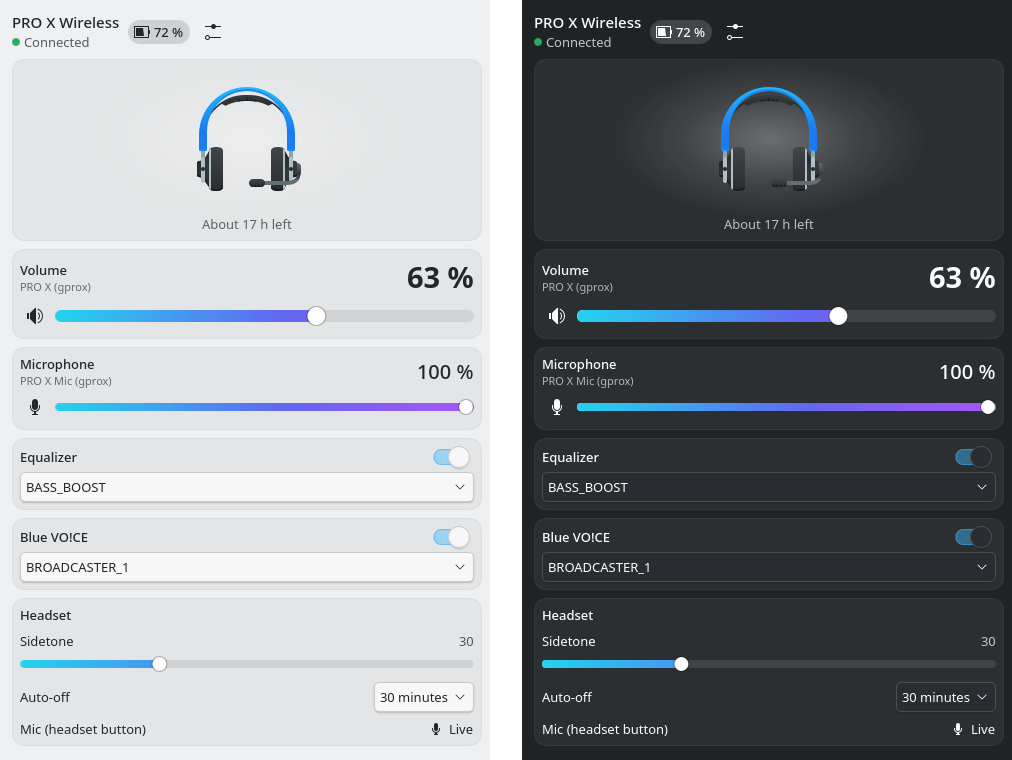 PRO X Wireless
Connected
72 %
About 17 h left
Volume
PRO X (gprox)
63 %
Microphone
PRO X Mic (gprox)
100 %
Equalizer
BASS_BOOST
Blue VO!CE
BROADCASTER_1
Headset
Sidetone 30
Auto-off 30 minutes
Mic (headset button) Live
PRO X Wireless
Connected
72 %
About 17 h left
Volume
PRO X (gprox)
63 %
Microphone
PRO X Mic (gprox)
100 %
Equalizer
BASS_BOOST
Blue VO!CE
BROADCASTER_1
Headset
Sidetone 30
Auto-off 30 minutes
Mic (headset button) Live